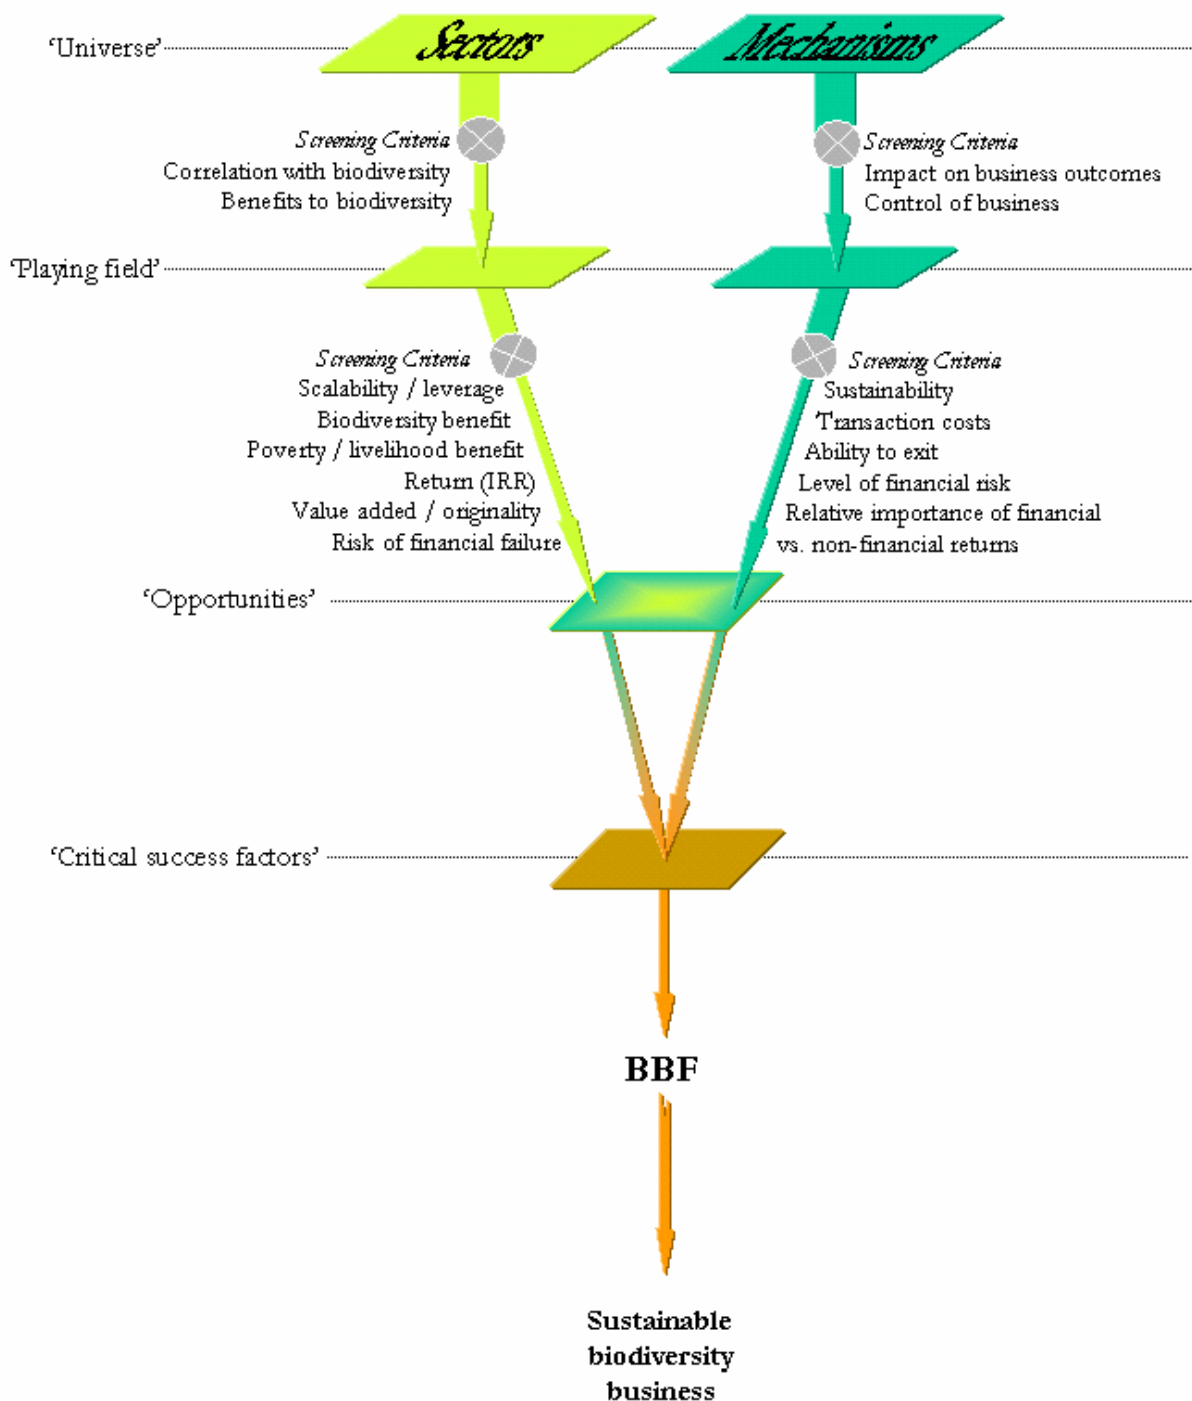 ‘Universe’
Sectors
Mechanisms
Screening Criteria
Correlation with biodiversity
Benefits to biodiversity
Screening Criteria
Impact on business outcomes
Control of business
‘Playing field’
Screening Criteria
Scalability / leverage
Biodiversity benefit
Poverty / livelihood benefit
Return (IRR)
Value added / originality
Risk of financial failure
Screening Criteria
Sustainability
Transaction costs
Ability to exit
Level of financial risk
Relative importance of financial
vs. non-financial returns
‘Opportunities’
‘Critical success factors’
BBF
Sustainable
biodiversity
business